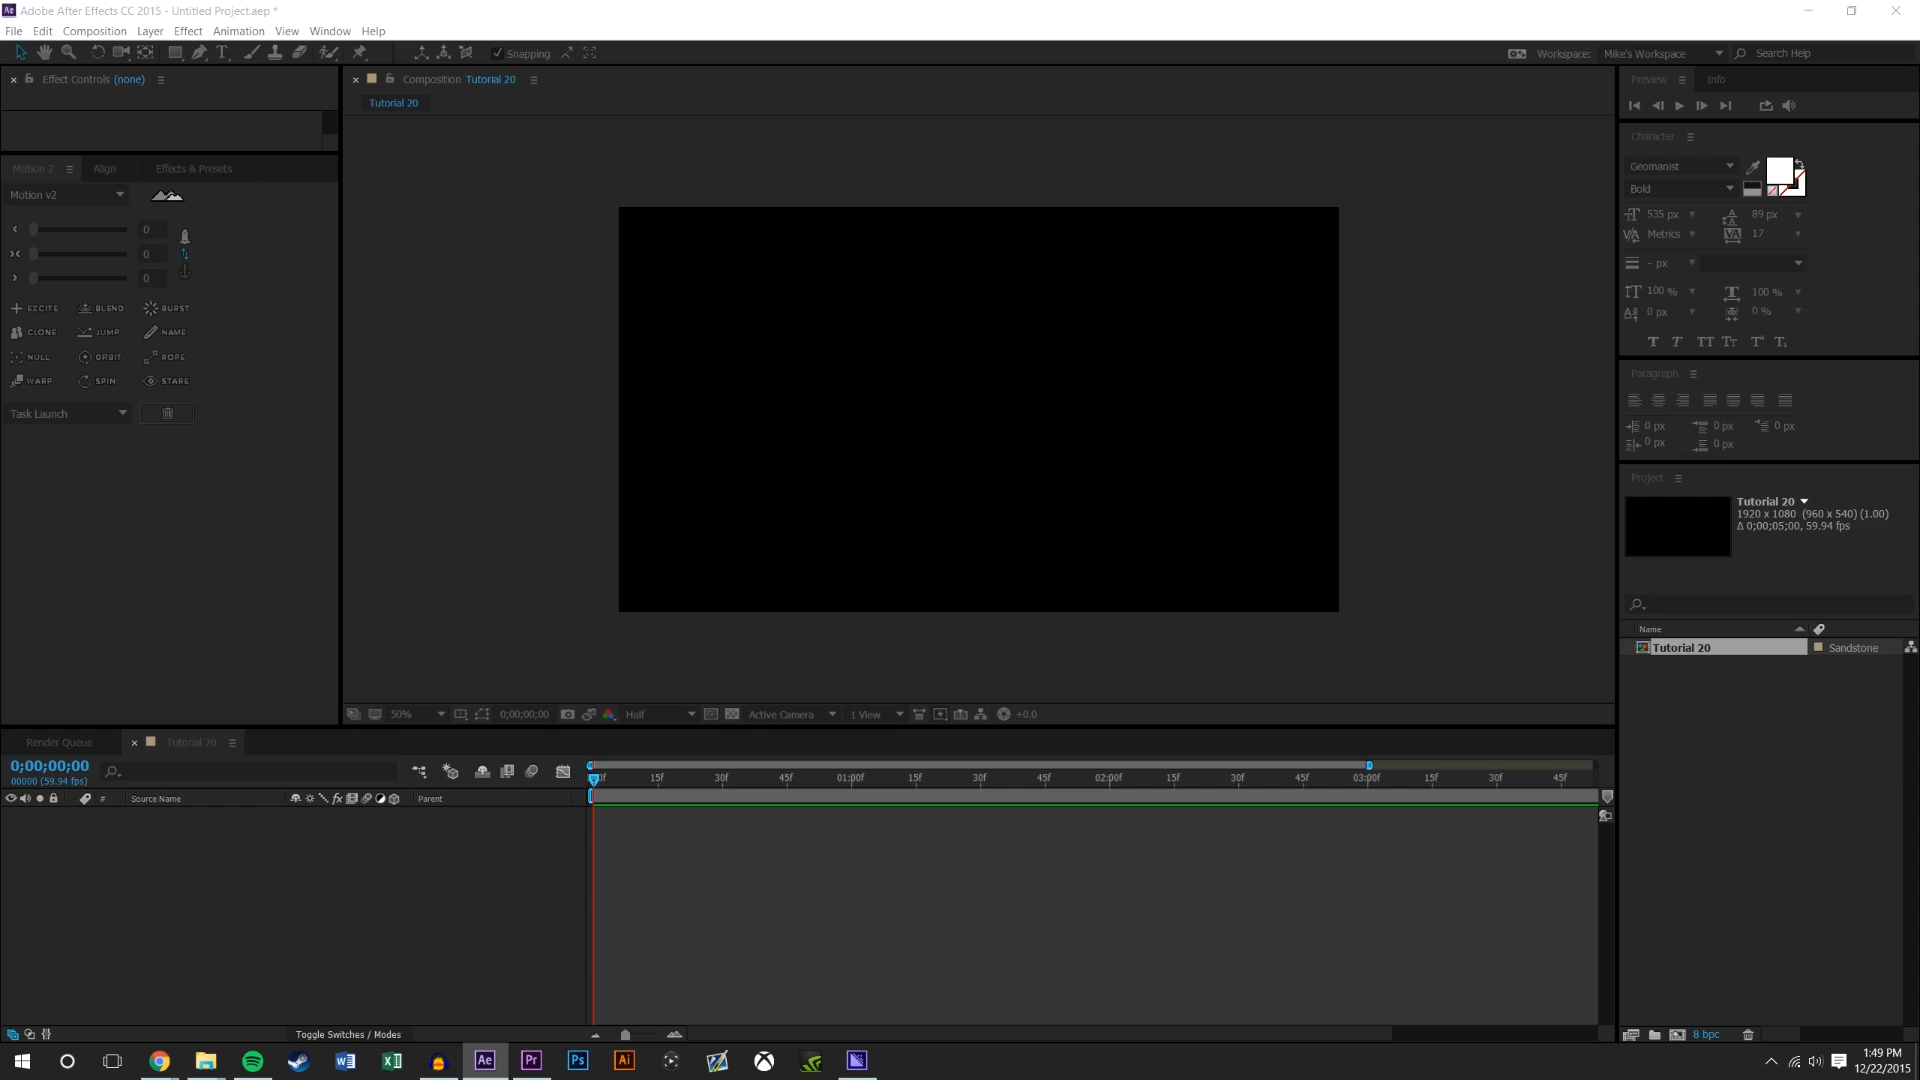 Adobe After Effects CC 2015 - Untitled Project.aep *
File Edit Composition Layer Effect Animation View Window Help
Snapping
Workspace: Mike's Workspace Search Help
Effect Controls (none)
Composition Tutorial 20
Preview Info
Tutorial 20
Character
Motion 2 Align Effects & Presets
Motion v2
Geomanist
Bold
535 px 89 px
Metrics 17
0
0
0
- px
100 % 100 %
0 px 0 %
EXCITE BLEND BURST
CLONE JUMP NAME
NULL ORBIT ROPE
WARP SPIN STARE
Task Launch
Paragraph
0 px 0 px 0 px
0 px 0 px
Project
Tutorial 20
1920 x 1080 (960 x 540) (1.00)
Δ 0;00;05;00, 59.94 fps
Name
Tutorial 20 Sandstone
50% 0;00;00;00 Half Active Camera 1 View +0.0
Render Queue Tutorial 20
0;00;00;00
00000 (59.94 fps)
15f 30f 45f 01:00f 15f 30f 45f 02:00f 15f 30f 45f 03:00f 15f 30f 45f
# Source Name Parent
Toggle Switches / Modes
8 bpc
1:49 PM
12/22/2015